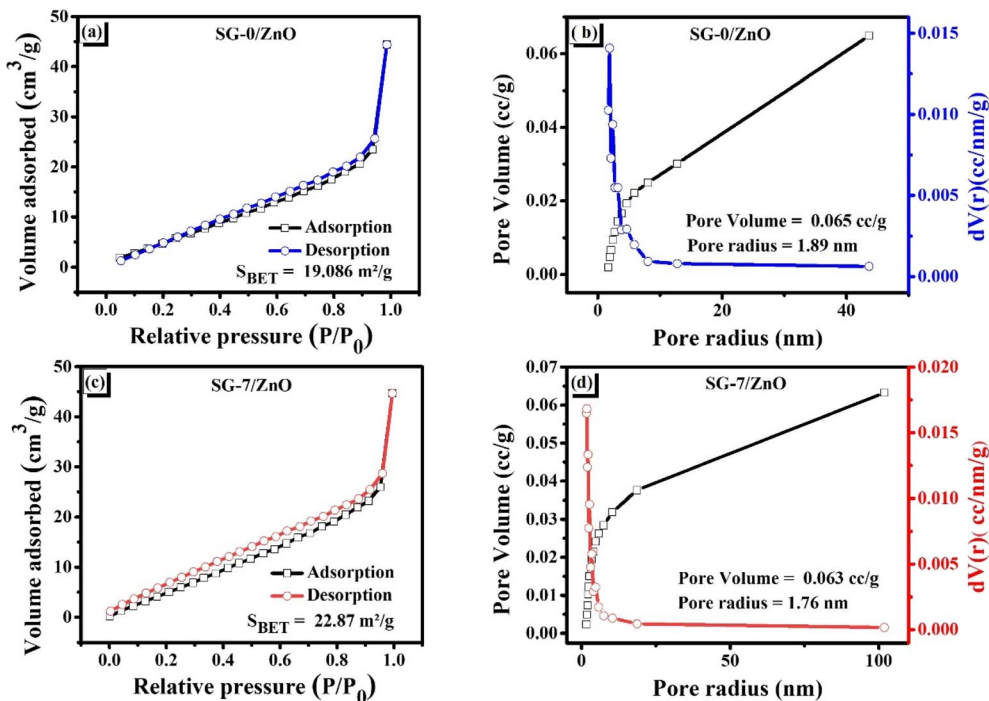 (a)
SG-0/ZnO
50
40
30
20
10
0
Volume adsorbed (cm³/g)
Adsorption
Desorption
S_BET = 19.086 m²/g
0.0 0.2 0.4 0.6 0.8 1.0
Relative pressure (P/P₀)
(b)
SG-0/ZnO
0.06
0.04
0.02
0.00
Pore Volume (cc/g)
0.015
0.010
0.005
0.000
dV(r)(cc/nm/g)
Pore Volume = 0.065 cc/g
Pore radius = 1.89 nm
0 20 40
Pore radius (nm)
(c)
SG-7/ZnO
50
40
30
20
10
0
Volume adsorbed (cm³/g)
Adsorption
Desorption
S_BET = 22.87 m²/g
0.0 0.2 0.4 0.6 0.8 1.0
Relative pressure (P/P₀)
(d)
SG-7/ZnO
0.07
0.06
0.05
0.04
0.03
0.02
0.01
0.00
Pore Volume (cc/g)
0.020
0.015
0.010
0.005
0.000
dV(r)( cc/nm/g)
Pore Volume = 0.063 cc/g
Pore radius = 1.76 nm
0 50 100
Pore radius (nm)